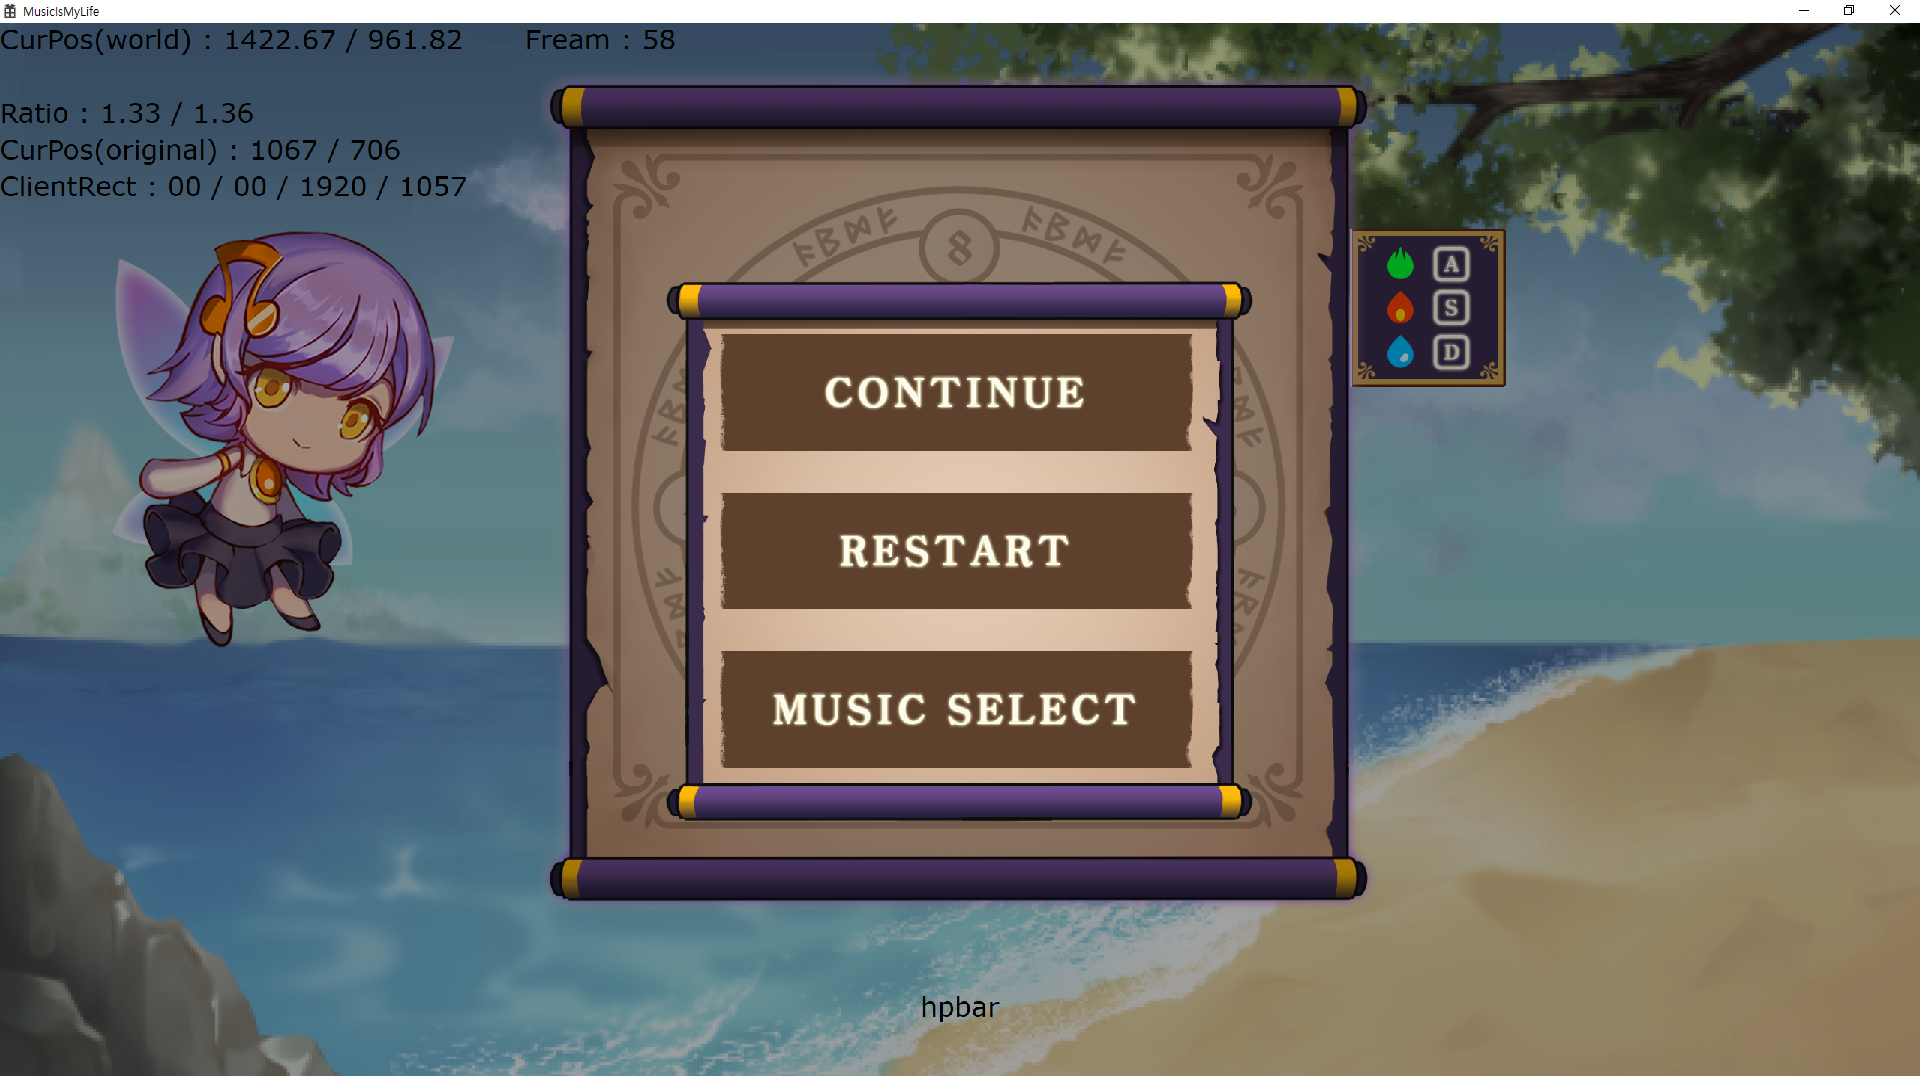 MusicIsMyLife
CurPos(world) : 1422.67 / 961.82 Fream : 58
Ratio : 1.33 / 1.36
CurPos(original) : 1067 / 706
ClientRect : 00 / 00 / 1920 / 1057
8
A
S
D
CONTINUE
RESTART
MUSIC SELECT
hpbar